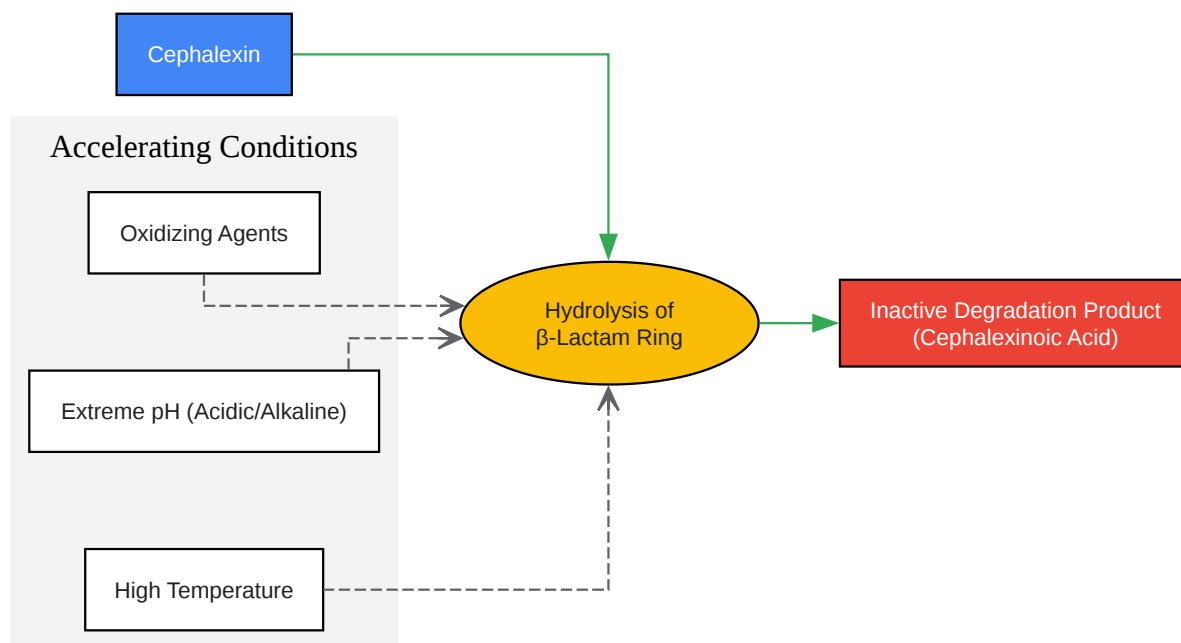 Cephalexin
Accelerating Conditions
Oxidizing Agents
Hydrolysis of
β-Lactam Ring
Inactive Degradation Product
(Cephalexinoic Acid)
Extreme pH (Acidic/Alkaline)
High Temperature